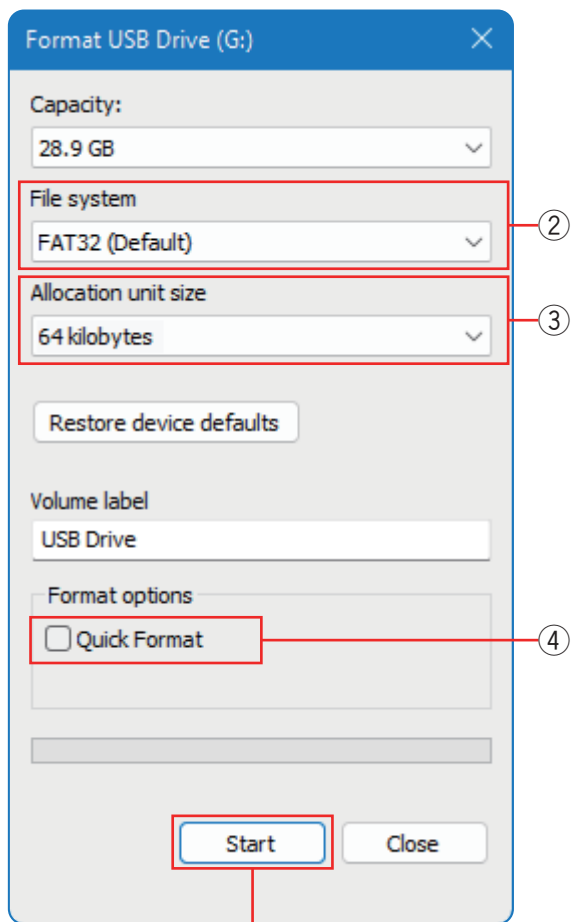 Format USB Drive (G:)
Capacity:
28.9 GB
File system
FAT32 (Default)
②
Allocation unit size
64 kilobytes
③
Restore device defaults
Volume label
USB Drive
Format options
Quick Format
④
Start Close